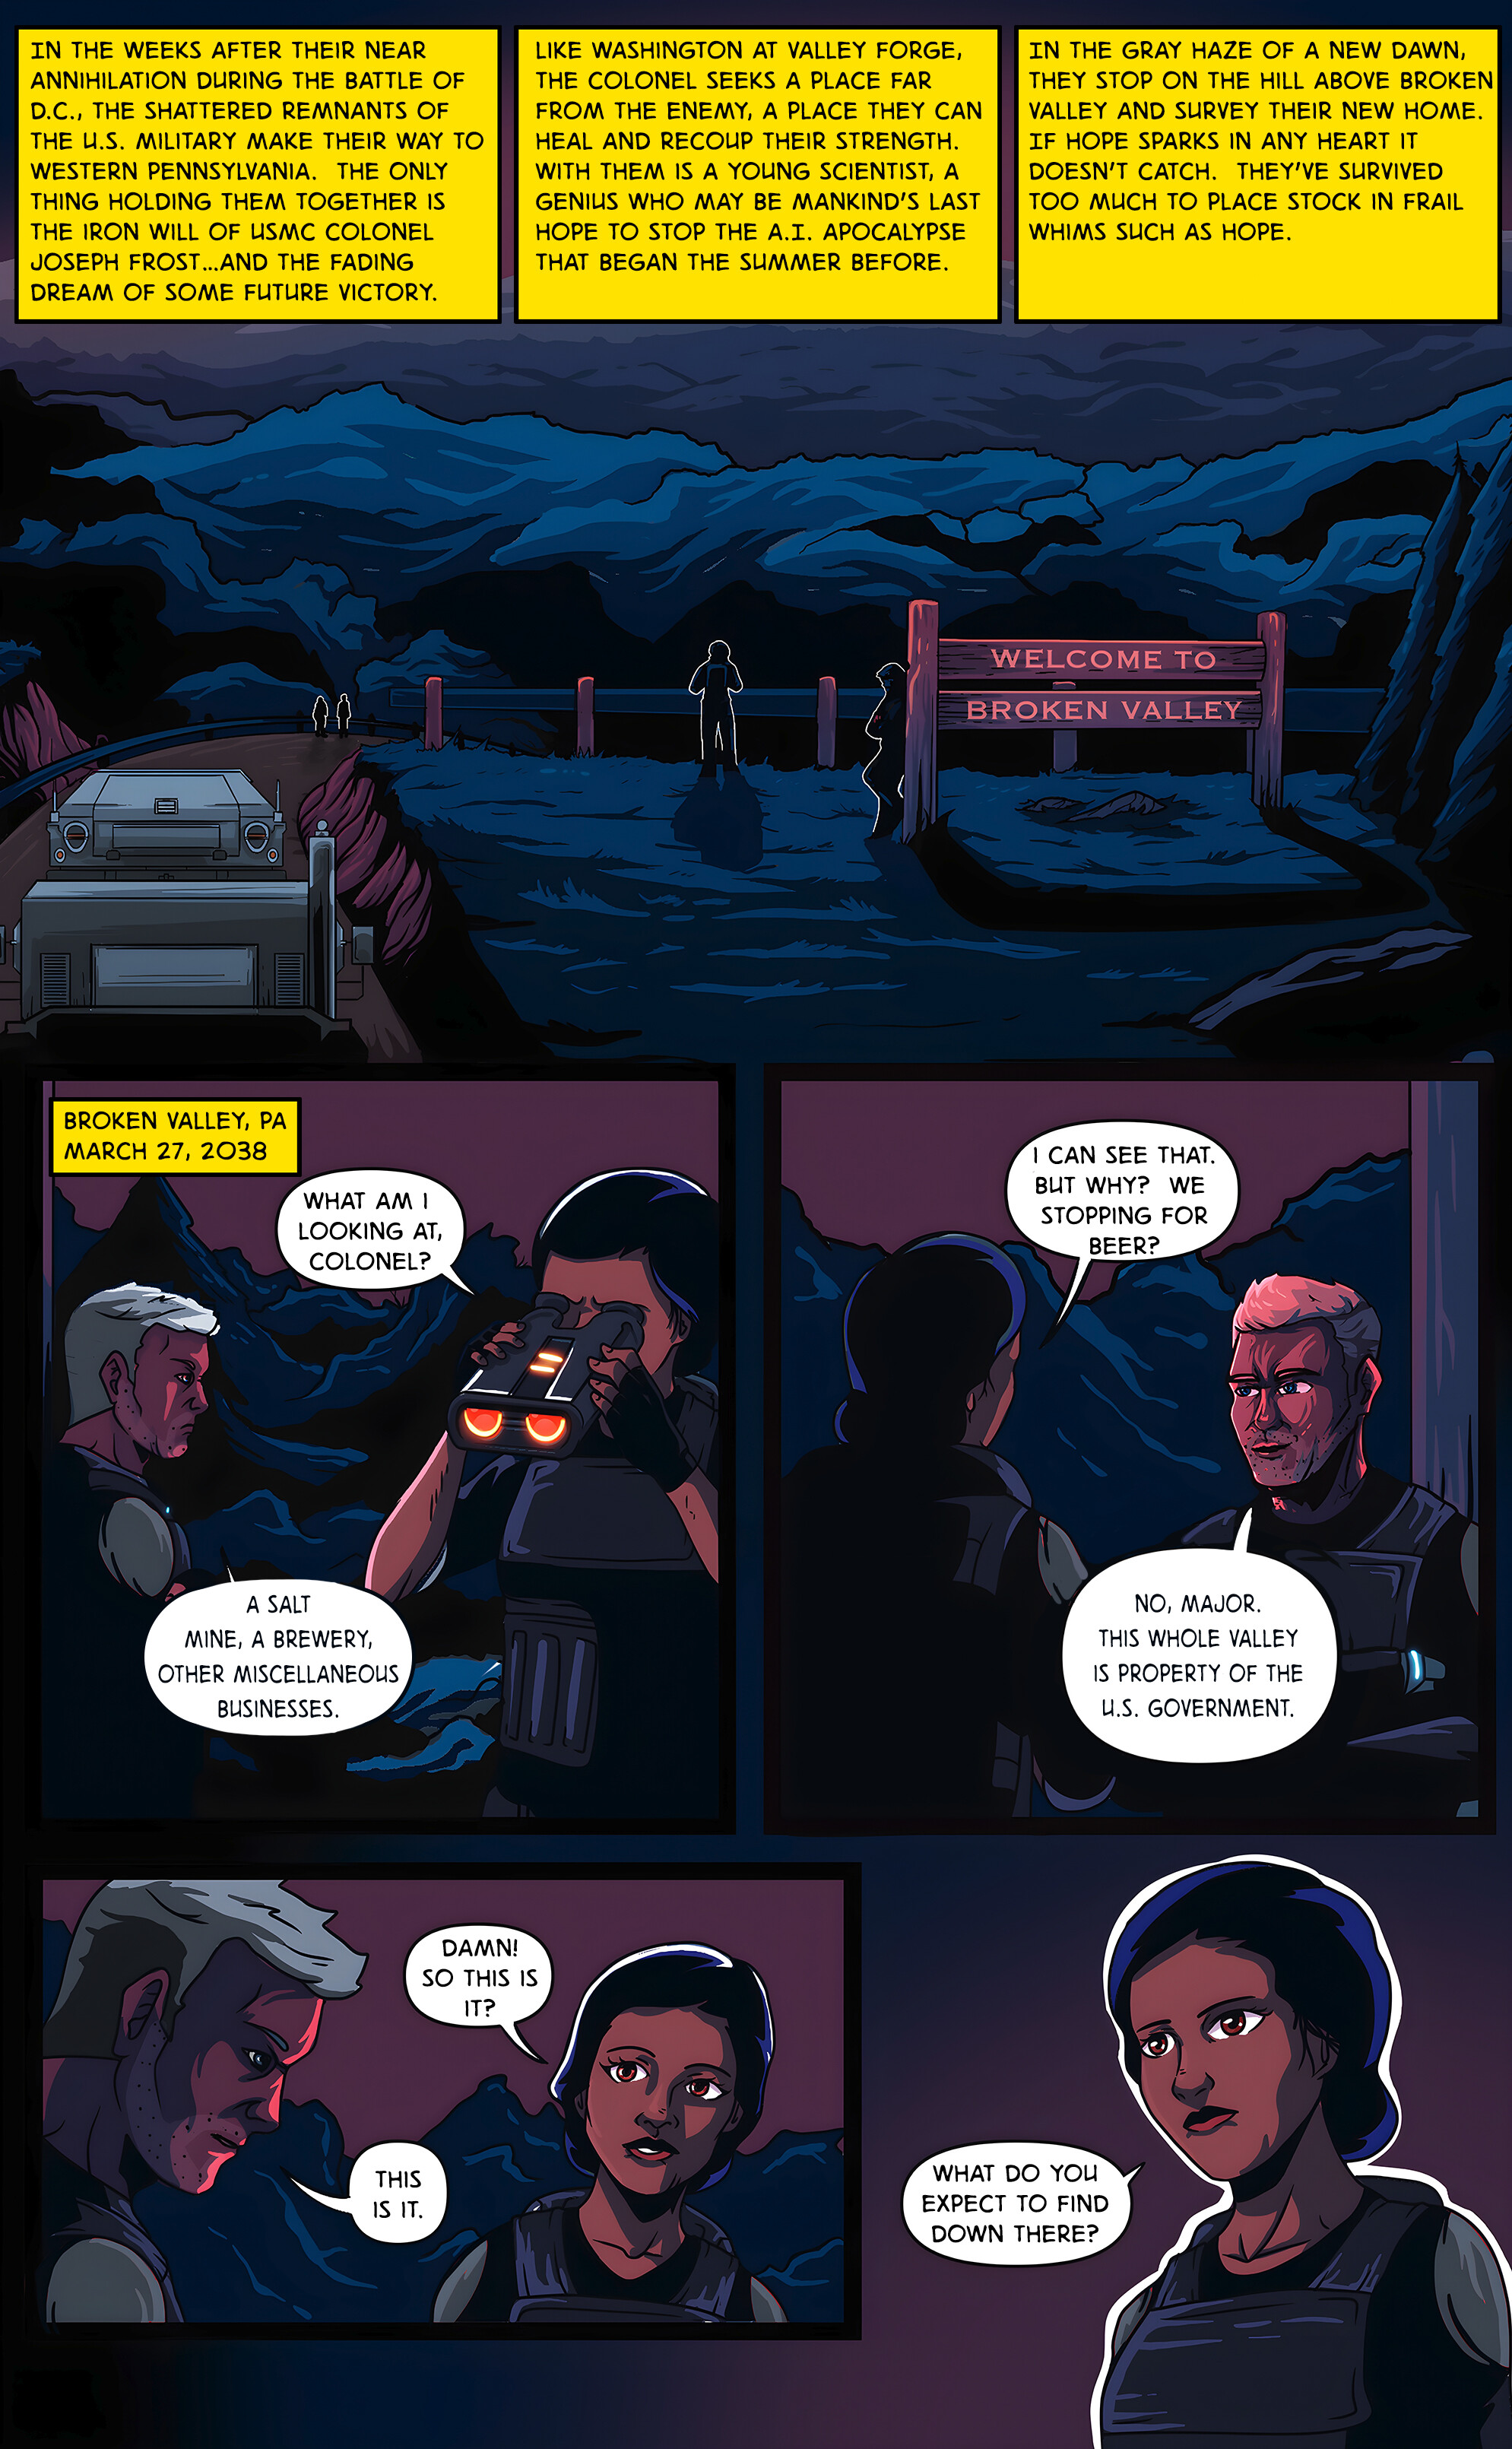 IN THE WEEKS AFTER THEIR NEAR
ANNIHILATION DURING THE BATTLE OF
D.C., THE SHATTERED REMNANTS OF
THE U.S. MILITARY MAKE THEIR WAY TO
WESTERN PENNSYLVANIA. THE ONLY
THING HOLDING THEM TOGETHER IS
THE IRON WILL OF USMC COLONEL
JOSEPH FROST...AND THE FADING
DREAM OF SOME FUTURE VICTORY.
LIKE WASHINGTON AT VALLEY FORGE,
THE COLONEL SEEKS A PLACE FAR
FROM THE ENEMY, A PLACE THEY CAN
HEAL AND RECOUP THEIR STRENGTH.
WITH THEM IS A YOUNG SCIENTIST, A
GENIUS WHO MAY BE MANKIND'S LAST
HOPE TO STOP THE A.I. APOCALYPSE
THAT BEGAN THE SUMMER BEFORE.
IN THE GRAY HAZE OF A NEW DAWN,
THEY STOP ON THE HILL ABOVE BROKEN
VALLEY AND SURVEY THEIR NEW HOME.
IF HOPE SPARKS IN ANY HEART IT
DOESN'T CATCH. THEY'VE SURVIVED
TOO MUCH TO PLACE STOCK IN FRAIL
WHIMS SUCH AS HOPE.
WELCOME TO
BROKEN VALLEY
BROKEN VALLEY, PA
MARCH 27, 2038
WHAT AM I
LOOKING AT,
COLONEL?
A SALT
MINE, A BREWERY,
OTHER MISCELLANEOUS
BUSINESSES.
I CAN SEE THAT.
BUT WHY? WE
STOPPING FOR
BEER?
NO, MAJOR.
THIS WHOLE VALLEY
IS PROPERTY OF THE
U.S. GOVERNMENT.
DAMN!
SO THIS IS
IT?
THIS
IS IT.
WHAT DO YOU
EXPECT TO FIND
DOWN THERE?